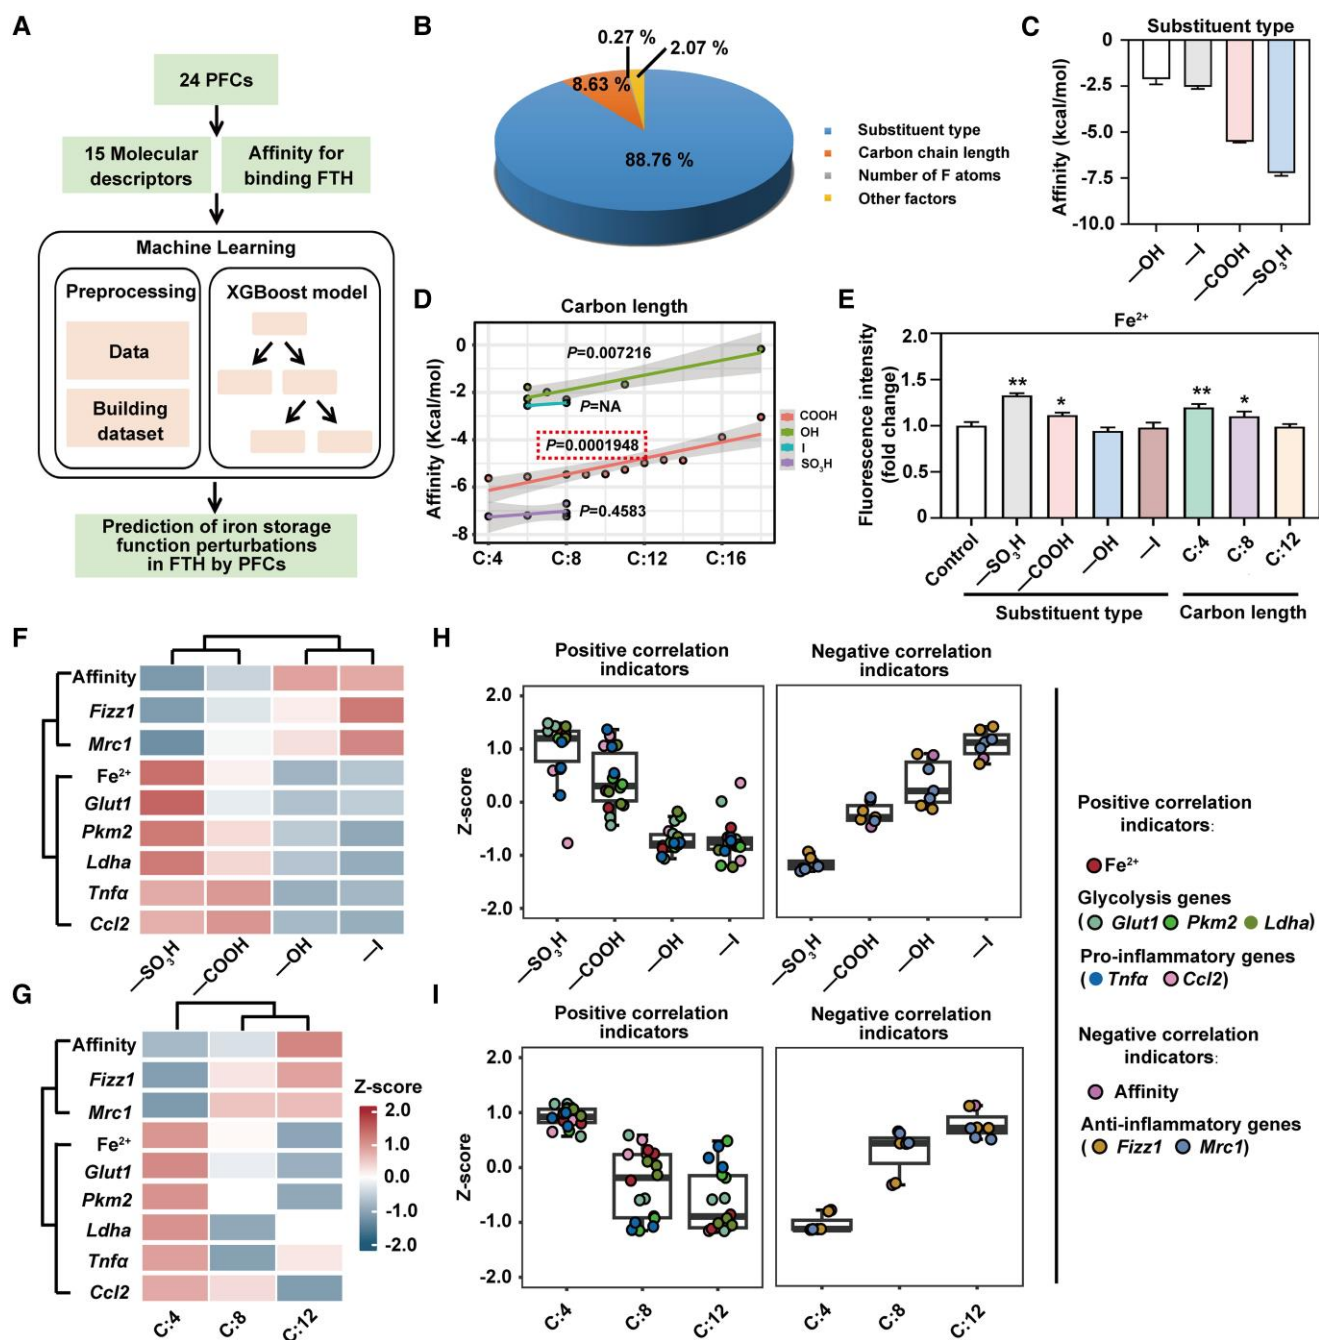 A
24 PFCs
15 Molecular
descriptors
Affinity for
binding FTH
Machine Learning
Preprocessing
Data
Building
dataset
XGBoost model
Prediction of iron storage
function perturbations
in FTH by PFCs
B
0.27 %
2.07 %
8.63 %
88.76 %
Substituent type
Carbon chain length
Number of F atoms
Other factors
C
Substituent type
Affinity (kcal/mol)
0
-2.5
-5.0
-7.5
-10.0
—OH
—I
—COOH
—SO3H
D
Carbon length
Affinity (Kcal/mol)
0
-2
-4
-6
-8
P=0.007216
P=NA
P=0.0001948
P=0.4583
C:4
C:8
C:12
C:16
COOH
OH
I
SO3H
E
Fe2+
Fluorescence intensity
(fold change)
2.0
1.5
1.0
0.5
0
**
*
**
*
Control
—SO3H
—COOH
—OH
—I
C:4
C:8
C:12
Substituent type
Carbon length
F
Affinity
Fizz1
Mrc1
Fe2+
Glut1
Pkm2
Ldha
Tnfα
Ccl2
—SO3H
—COOH
—OH
—I
G
Affinity
Fizz1
Mrc1
Fe2+
Glut1
Pkm2
Ldha
Tnfα
Ccl2
C:4
C:8
C:12
Z-score
2.0
1.0
0.0
-1.0
-2.0
H
Positive correlation
indicators
Negative correlation
indicators
Z-score
2.0
1.0
0.0
-1.0
-2.0
—SO3H
—COOH
—OH
—I
—SO3H
—COOH
—OH
—I
I
Positive correlation
indicators
Negative correlation
indicators
Z-score
2.0
1.0
0.0
-1.0
-2.0
C:4
C:8
C:12
C:4
C:8
C:12
Positive correlation
indicators:
Fe2+
Glycolysis genes
( Glut1 Pkm2 Ldha)
Pro-inflammatory genes
( Tnfα Ccl2)
Negative correlation
indicators:
Affinity
Anti-inflammatory genes
( Fizz1 Mrc1)